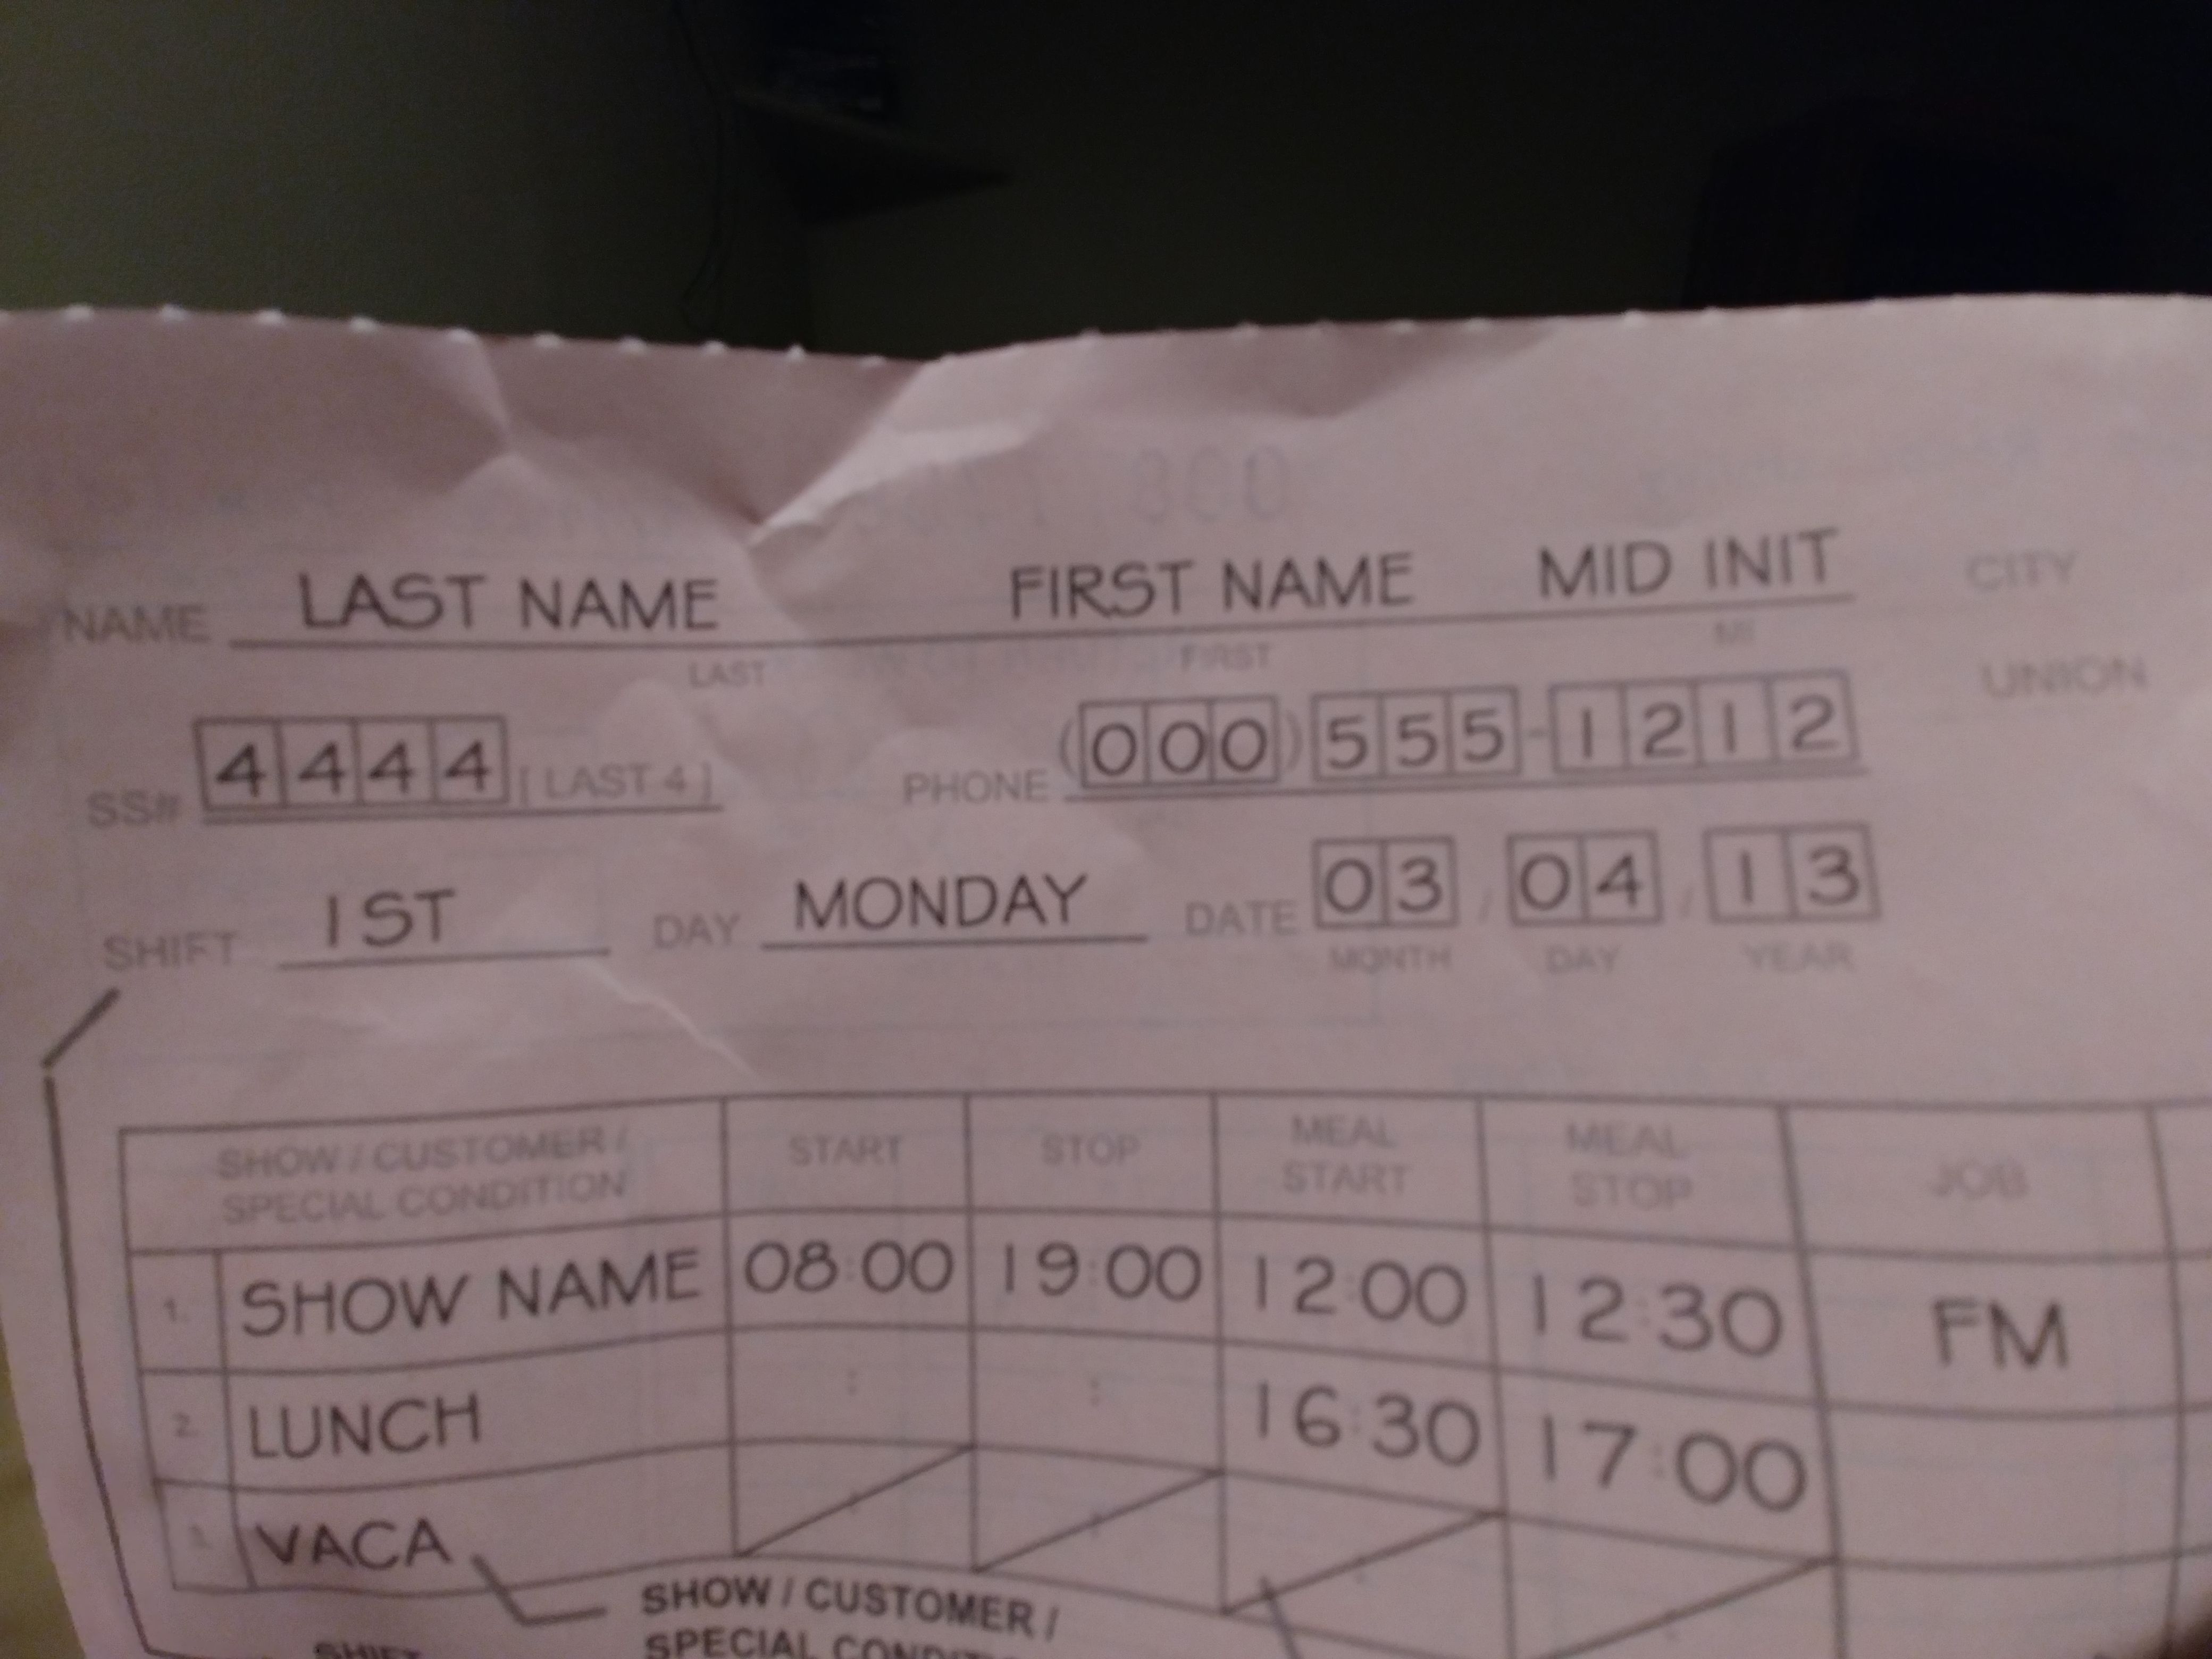 NAME LAST NAME FIRST NAME MID INIT CITY
LAST FIRST MI
SS# 4444 [ LAST 4 ] PHONE (000) 555-1212 UNION
SHIFT 1ST DAY MONDAY DATE 03 / 04 / 13
MONTH DAY YEAR
SHOW / CUSTOMER / SPECIAL CONDITION START STOP MEAL START MEAL STOP JOB
1. SHOW NAME 08:00 19:00 12:00 12:30 FM
2. LUNCH : : 16:30 17:00
3. VACA
SHOW / CUSTOMER /
SHIFT SPECIAL